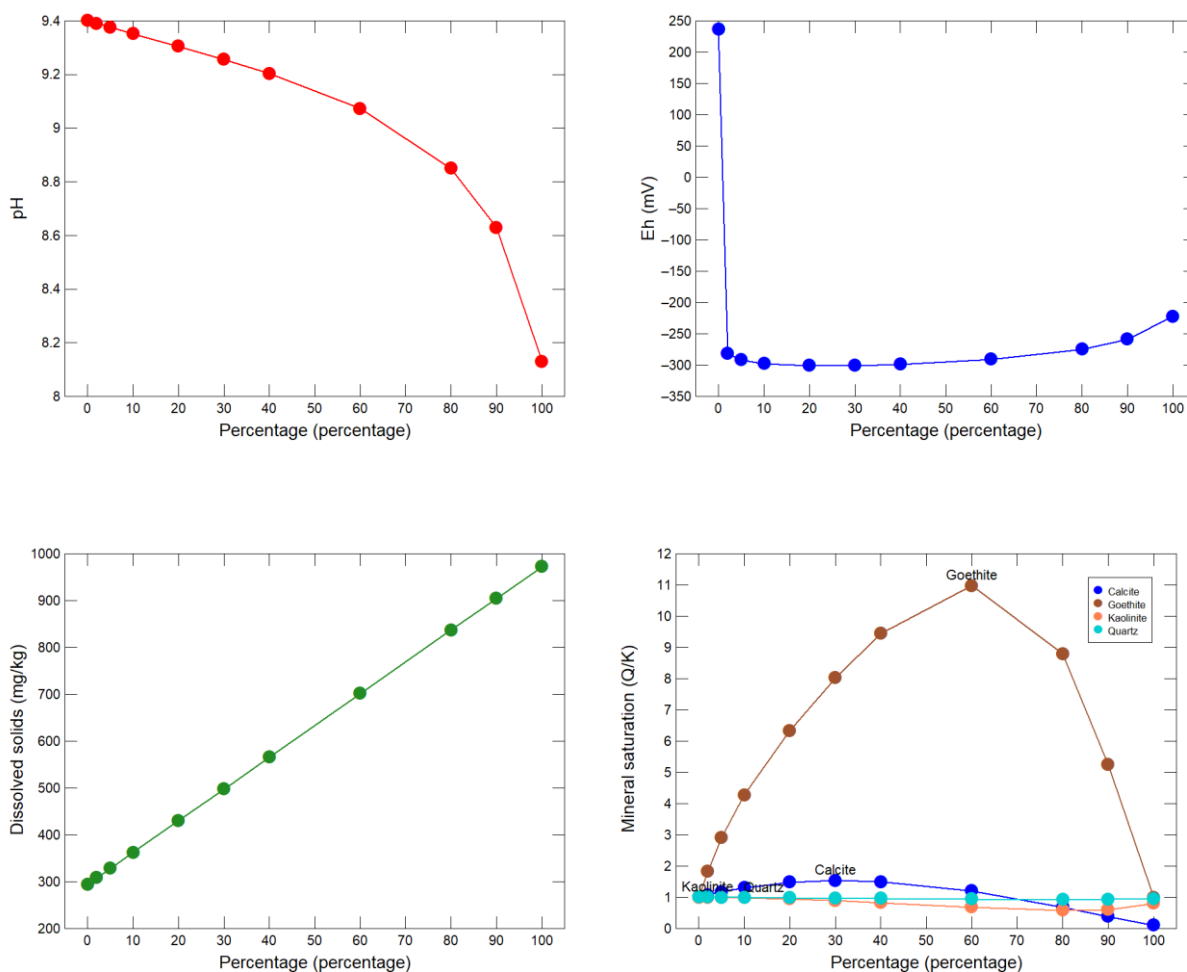 9.4
9.2
9
8.8
8.6
8.4
8.2
8
pH
0 10 20 30 40 50 60 70 80 90 100
Percentage (percentage)
250
200
150
100
50
0
–50
–100
–150
–200
–250
–300
–350
Eh (mV)
0 10 20 30 40 50 60 70 80 90 100
Percentage (percentage)
1000
900
800
700
600
500
400
300
200
Dissolved solids (mg/kg)
0 10 20 30 40 50 60 70 80 90 100
Percentage (percentage)
12
11
10
9
8
7
6
5
4
3
2
1
0
Mineral saturation (Q/K)
Goethite
Calcite
Kaolinite
Quartz
Calcite
Goethite
Kaolinite
Quartz
0 10 20 30 40 50 60 70 80 90 100
Percentage (percentage)